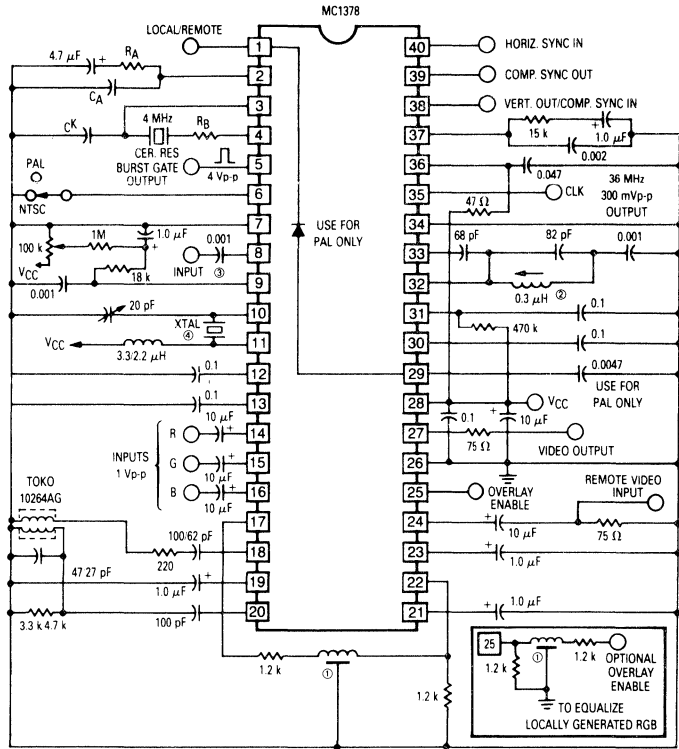 MC1378
LOCAL/REMOTE
1
2
3
4
5
6
7
8
9
10
11
12
13
14
15
16
17
18
19
20
40
39
38
37
36
35
34
33
32
31
30
29
28
27
26
25
24
23
22
21
4.7 μF + RA
CA
CK
4 MHz
RB
CER. RES
BURST GATE
OUTPUT
4 Vp-p
PAL
NTSC
100 k
1M
1.0 μF
+
VCC
18 k
0.001
0.001
INPUT ③
20 pF
XTAL
④
VCC
3.3/2.2 μH
0.1
0.1
10 μF
R +
INPUTS
1 Vp-p
G +
10 μF
B +
10 μF
TOKO
10264AG
100/62 pF
220
47 27 pF
1.0 μF +
3.3 k 4.7 k
100 pF
1.2 k
①
1.2 k
USE FOR
PAL ONLY
HORIZ. SYNC IN
COMP. SYNC OUT
VERT. OUT/COMP. SYNC IN
15 k
+
1.0 μF
0.002
0.047
CLK
36 MHz
300 mVp-p
OUTPUT
47 Ω
68 pF
82 pF
0.001
0.3 μH ②
0.1
470 k
0.1
0.0047
USE FOR
PAL ONLY
VCC
0.1
+
10 μF
75 Ω
VIDEO OUTPUT
OVERLAY
ENABLE
REMOTE VIDEO
INPUT
+
10 μF
75 Ω
+
1.0 μF
+
1.0 μF
25
①
1.2 k
1.2 k
OPTIONAL
OVERLAY
ENABLE
TO EQUALIZE
LOCALLY GENERATED RGB